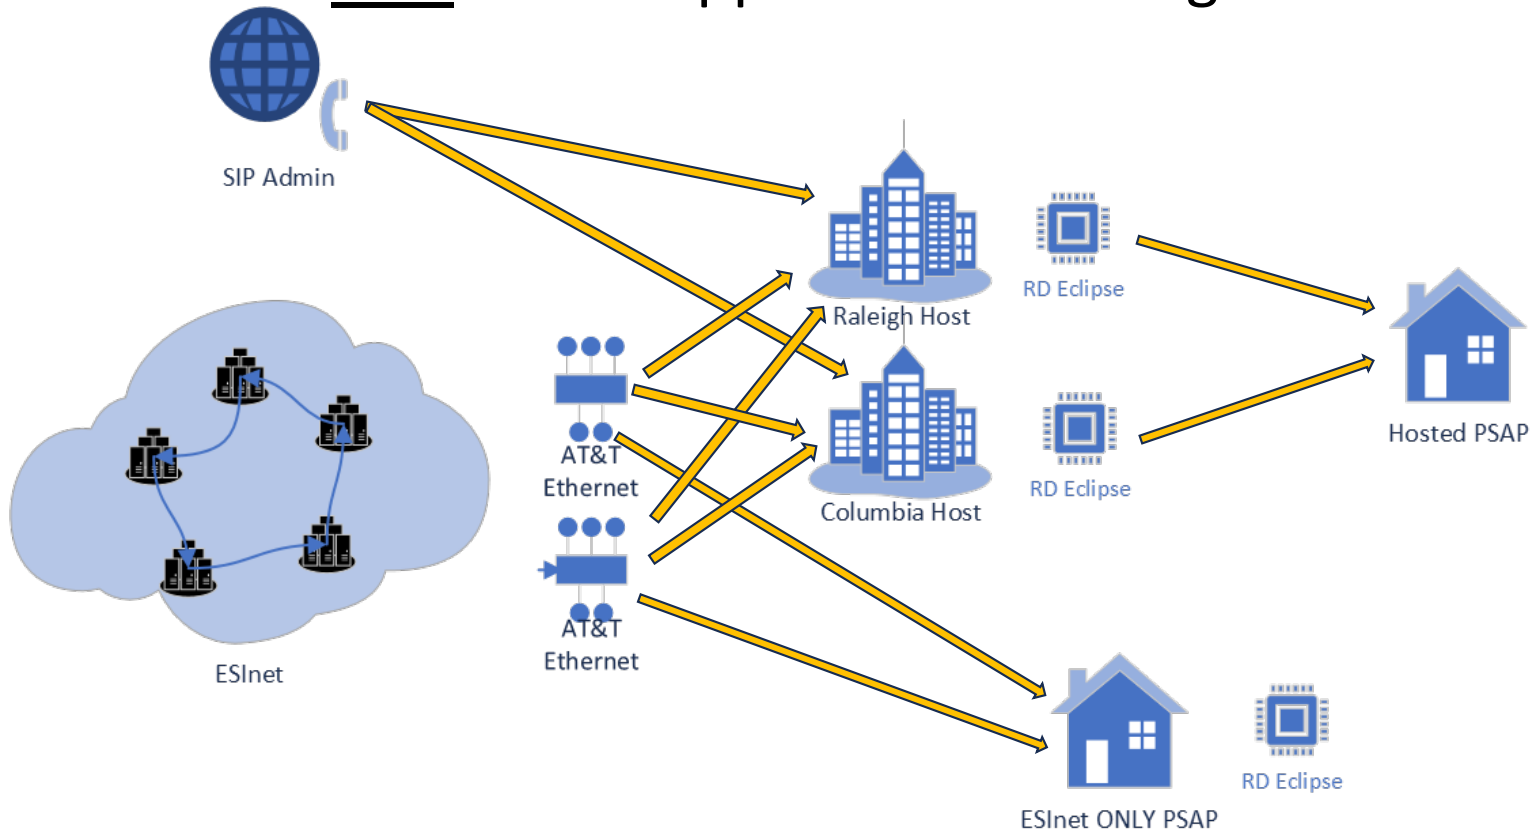 SIP Admin
RD Eclipse
Raleigh Host
Hosted PSAP
AT&T
Ethernet
RD Eclipse
Columbia Host
AT&T
Ethernet
ESInet
RD Eclipse
ESInet ONLY PSAP